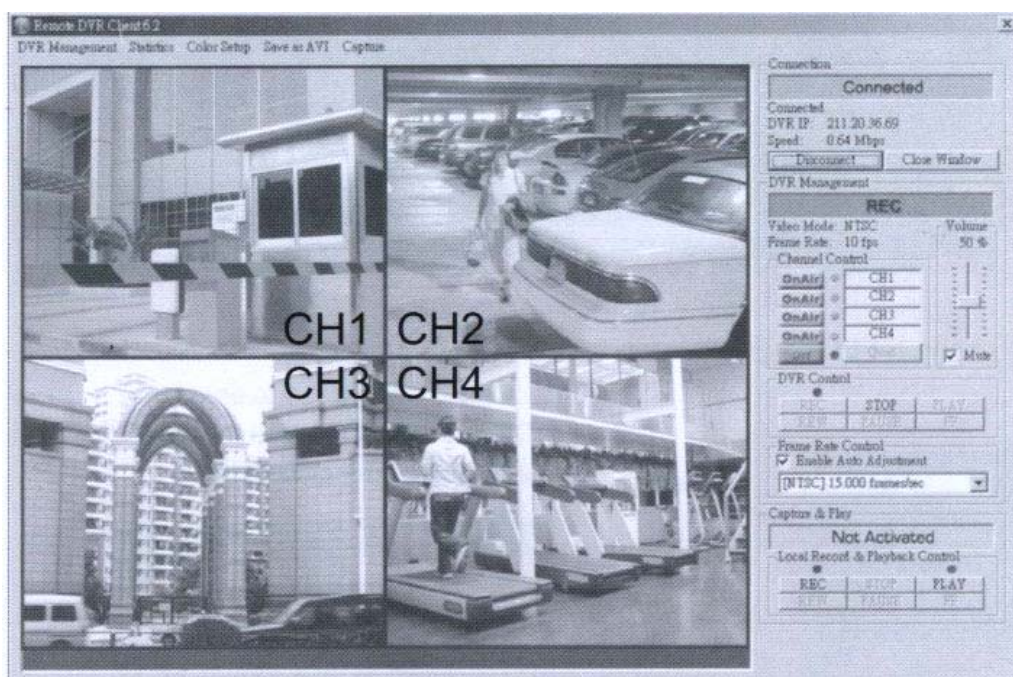 Remote DVR Client 6.2
DVR Management Statistics Color Setup Save as AVI Capture
CH1 CH2
CH3 CH4
Connection
Connected
Connected
DVR IP: 211.20.36.69
Speed: 0.64 Mbps
Disconnect Close Window
DVR Management
REC
Video Mode: NTSC
Frame Rate: 10 fps
Volume
50 %
Channel Control
OnAir CH1
OnAir CH2
OnAir CH3
OnAir CH4
Quad
Mute
DVR Control
REC STOP PLAY
REW PAUSE FF
Frame Rate Control
Enable Auto Adjustment
[NTSC] 15.000 frames/sec
Capture & Play
Not Activated
Local Record & Playback Control
REC STOP PLAY
REW PAUSE FF